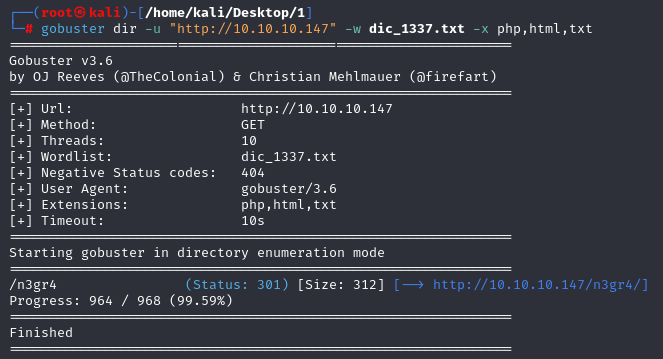 ┌──(root㉿kali)-[/home/kali/Desktop/1]
└─# gobuster dir -u "http://10.10.10.147" -w dic_1337.txt -x php,html,txt
===============================================================
Gobuster v3.6
by OJ Reeves (@TheColonial) & Christian Mehlmauer (@firefart)
===============================================================
[+] Url:                     http://10.10.10.147
[+] Method:                  GET
[+] Threads:                 10
[+] Wordlist:                dic_1337.txt
[+] Negative Status codes:   404
[+] User Agent:              gobuster/3.6
[+] Extensions:              php,html,txt
[+] Timeout:                 10s
===============================================================
Starting gobuster in directory enumeration mode
===============================================================
/n3gr4                (Status: 301) [Size: 312] [--> http://10.10.10.147/n3gr4/]
Progress: 964 / 968 (99.59%)
===============================================================
Finished
===============================================================